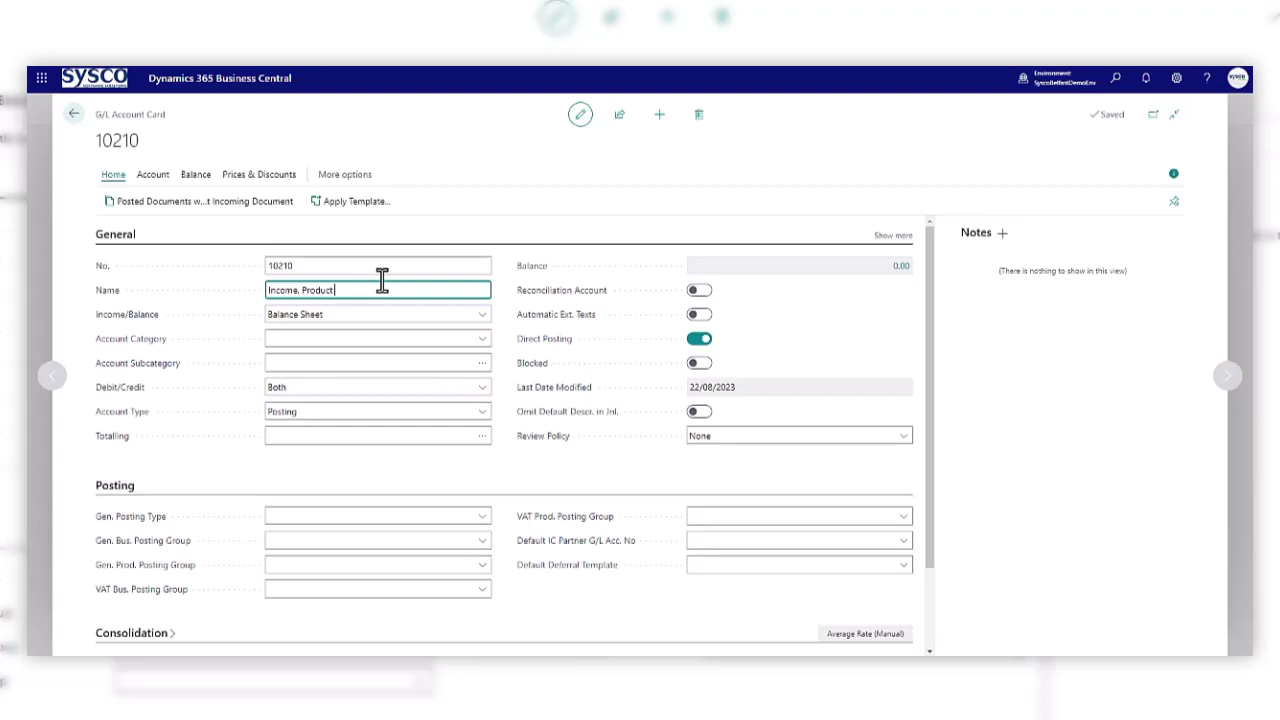 SYSCO
SOFTWARE SOLUTIONS
Dynamics 365 Business Central
Environment:
SyscoBelfastDemoEnv
?
sysco
G/L Account Card
Saved
10210
Home Account Balance Prices & Discounts More options
Posted Documents w...t Incoming Document Apply Template...
General
Show more
No. 10210
Name Income. Product
Income/Balance Balance Sheet
Account Category
Account Subcategory ...
Debit/Credit Both
Account Type Posting
Totalling ...
Balance 0.00
Reconciliation Account
Automatic Ext. Texts
Direct Posting
Blocked
Last Date Modified 22/08/2023
Omit Default Descr. in Jnl.
Review Policy None
Posting
Gen. Posting Type
Gen. Bus. Posting Group
Gen. Prod. Posting Group
VAT Bus. Posting Group
VAT Prod. Posting Group
Default IC Partner G/L Acc. No
Default Deferral Template
Consolidation >
Average Rate (Manual)
Notes +
(There is nothing to show in this view)